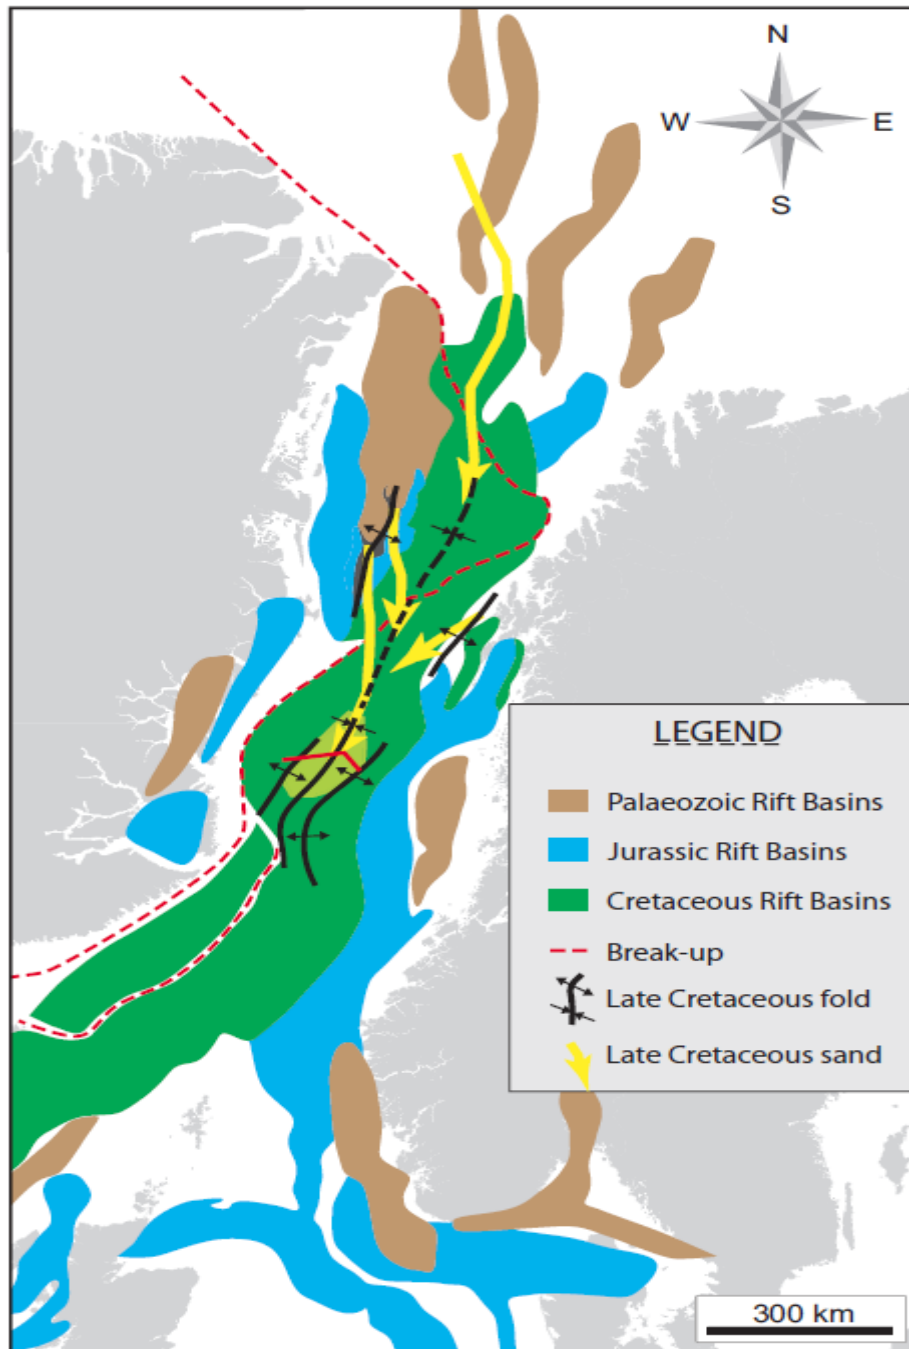 N
W E
S
LEGEND
Palaeozoic Rift Basins
Jurassic Rift Basins
Cretaceous Rift Basins
Break-up
Late Cretaceous fold
Late Cretaceous sand
300 km